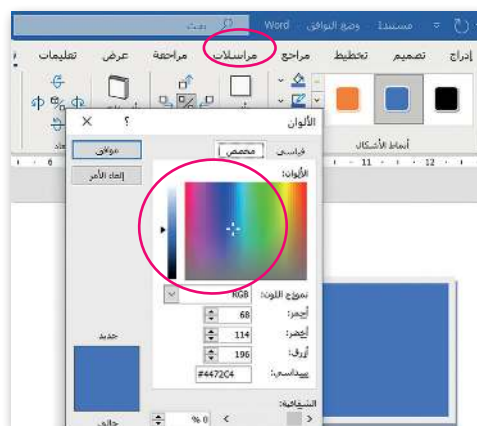 مستند1 وضع التوافق - Word بحث
إدراج تصميم تخطيط مراجع مراسلات مراجعة عرض تعليمات
أنماط الأشكال
12 11 6
الألوان ؟ ×
قياسي مخصص
موافق
إلغاء الأمر
الألوان:
نموذج اللون: RGB
أحمر: 68
أخضر: 114
أزرق: 196
سداسي: #4472C4
جديد
الشفافية:
0 %
حالي